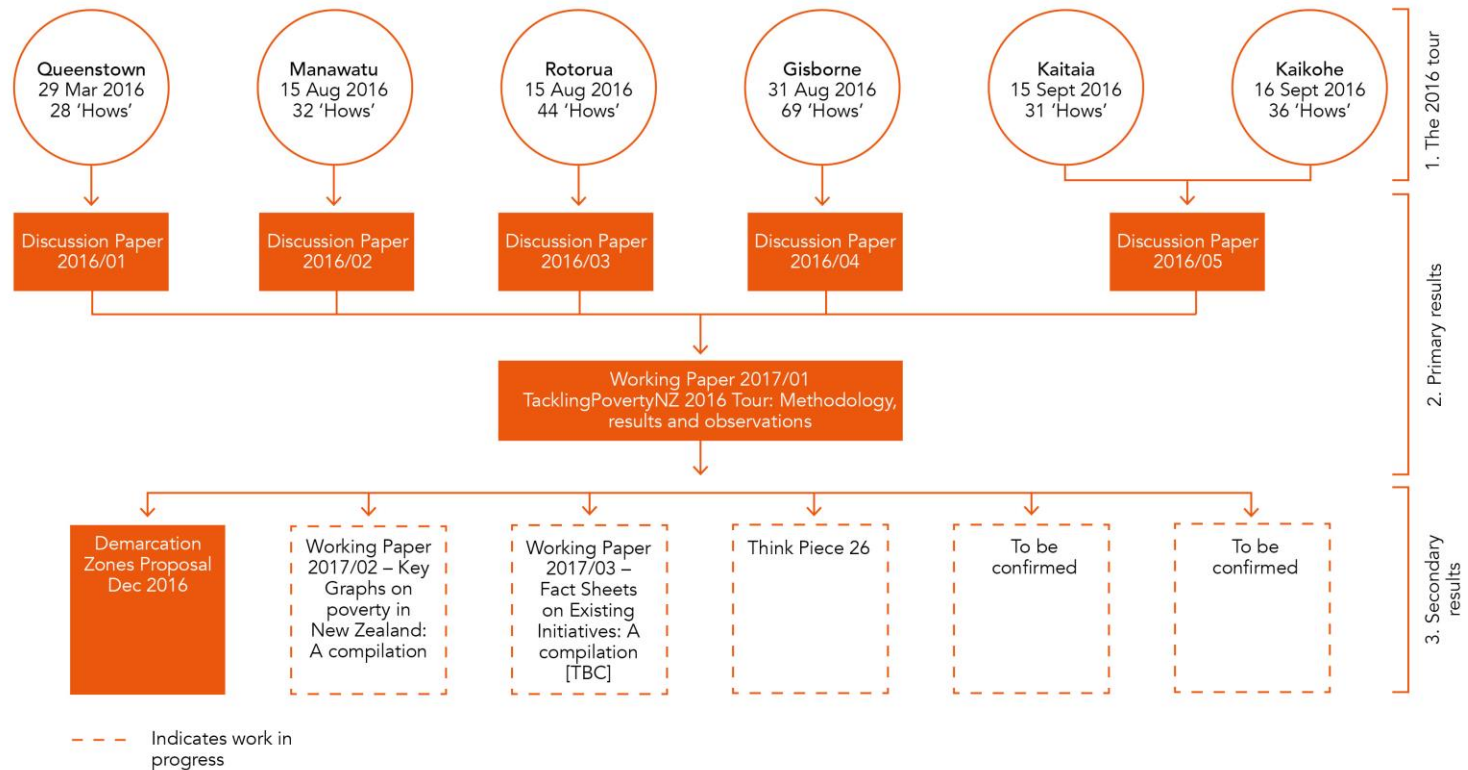 Queenstown
29 Mar 2016
28 ‘Hows’
Manawatu
15 Aug 2016
32 ‘Hows’
Rotorua
15 Aug 2016
44 ‘Hows’
Gisborne
31 Aug 2016
69 ‘Hows’
Kaitaia
15 Sept 2016
31 ‘Hows’
Kaikohe
16 Sept 2016
36 ‘Hows’
1. The 2016 tour
Discussion Paper
2016/01
Discussion Paper
2016/02
Discussion Paper
2016/03
Discussion Paper
2016/04
Discussion Paper
2016/05
2. Primary results
Working Paper 2017/01
TacklingPovertyNZ 2016 Tour: Methodology,
results and observations
Demarcation
Zones Proposal
Dec 2016
Working Paper
2017/02 – Key
Graphs on
poverty in
New Zealand:
A compilation
Working Paper
2017/03 –
Fact Sheets
on Existing
Initiatives: A
compilation
[TBC]
Think Piece 26
To be
confirmed
To be
confirmed
3. Secondary
results
Indicates work in
progress